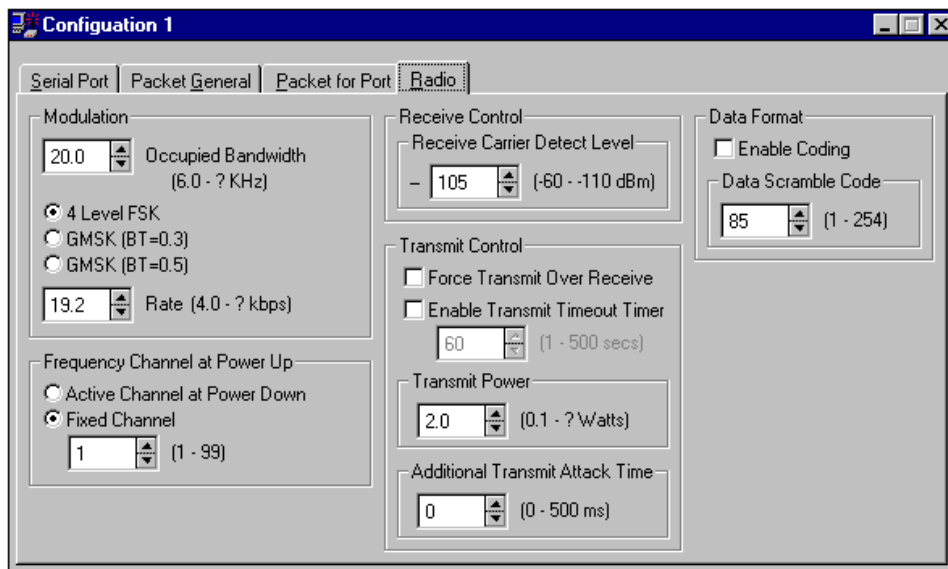 Configuation 1
Serial Port
Packet General
Packet for Port
Radio
Modulation
20.0
Occupied Bandwidth
(6.0 - ? KHz)
4 Level FSK
GMSK (BT=0.3)
GMSK (BT=0.5)
19.2
Rate (4.0 - ? kbps)
Frequency Channel at Power Up
Active Channel at Power Down
Fixed Channel
1
(1 - 99)
Receive Control
Receive Carrier Detect Level
– 105
(-60 - -110 dBm)
Transmit Control
Force Transmit Over Receive
Enable Transmit Timeout Timer
60
(1 - 500 secs)
Transmit Power
2.0
(0.1 - ? Watts)
Additional Transmit Attack Time
0
(0 - 500 ms)
Data Format
Enable Coding
Data Scramble Code
85
(1 - 254)